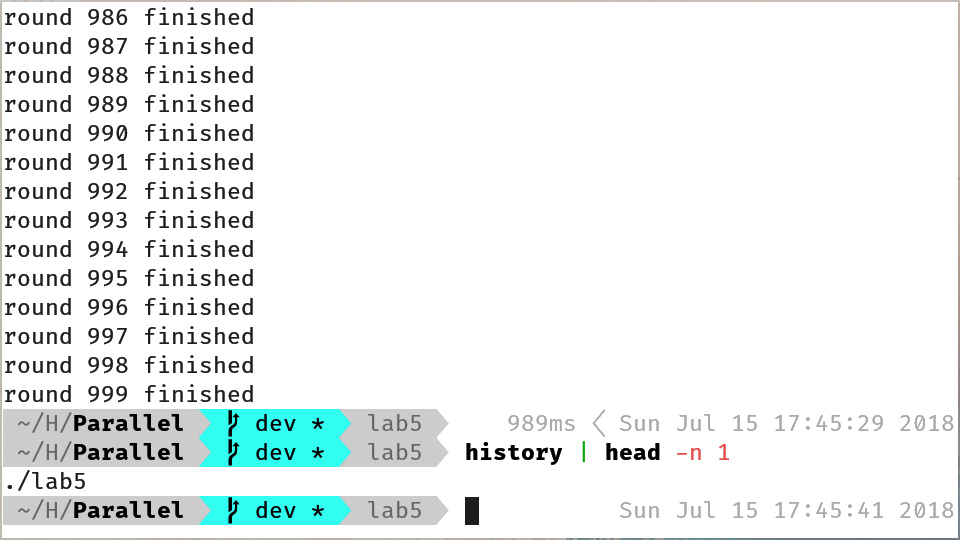 round 986 finished
round 987 finished
round 988 finished
round 989 finished
round 990 finished
round 991 finished
round 992 finished
round 993 finished
round 994 finished
round 995 finished
round 996 finished
round 997 finished
round 998 finished
round 999 finished
~/H/Parallel dev * lab5 989ms Sun Jul 15 17:45:29 2018
~/H/Parallel dev * lab5 history | head -n 1
./lab5
~/H/Parallel dev * lab5 Sun Jul 15 17:45:41 2018